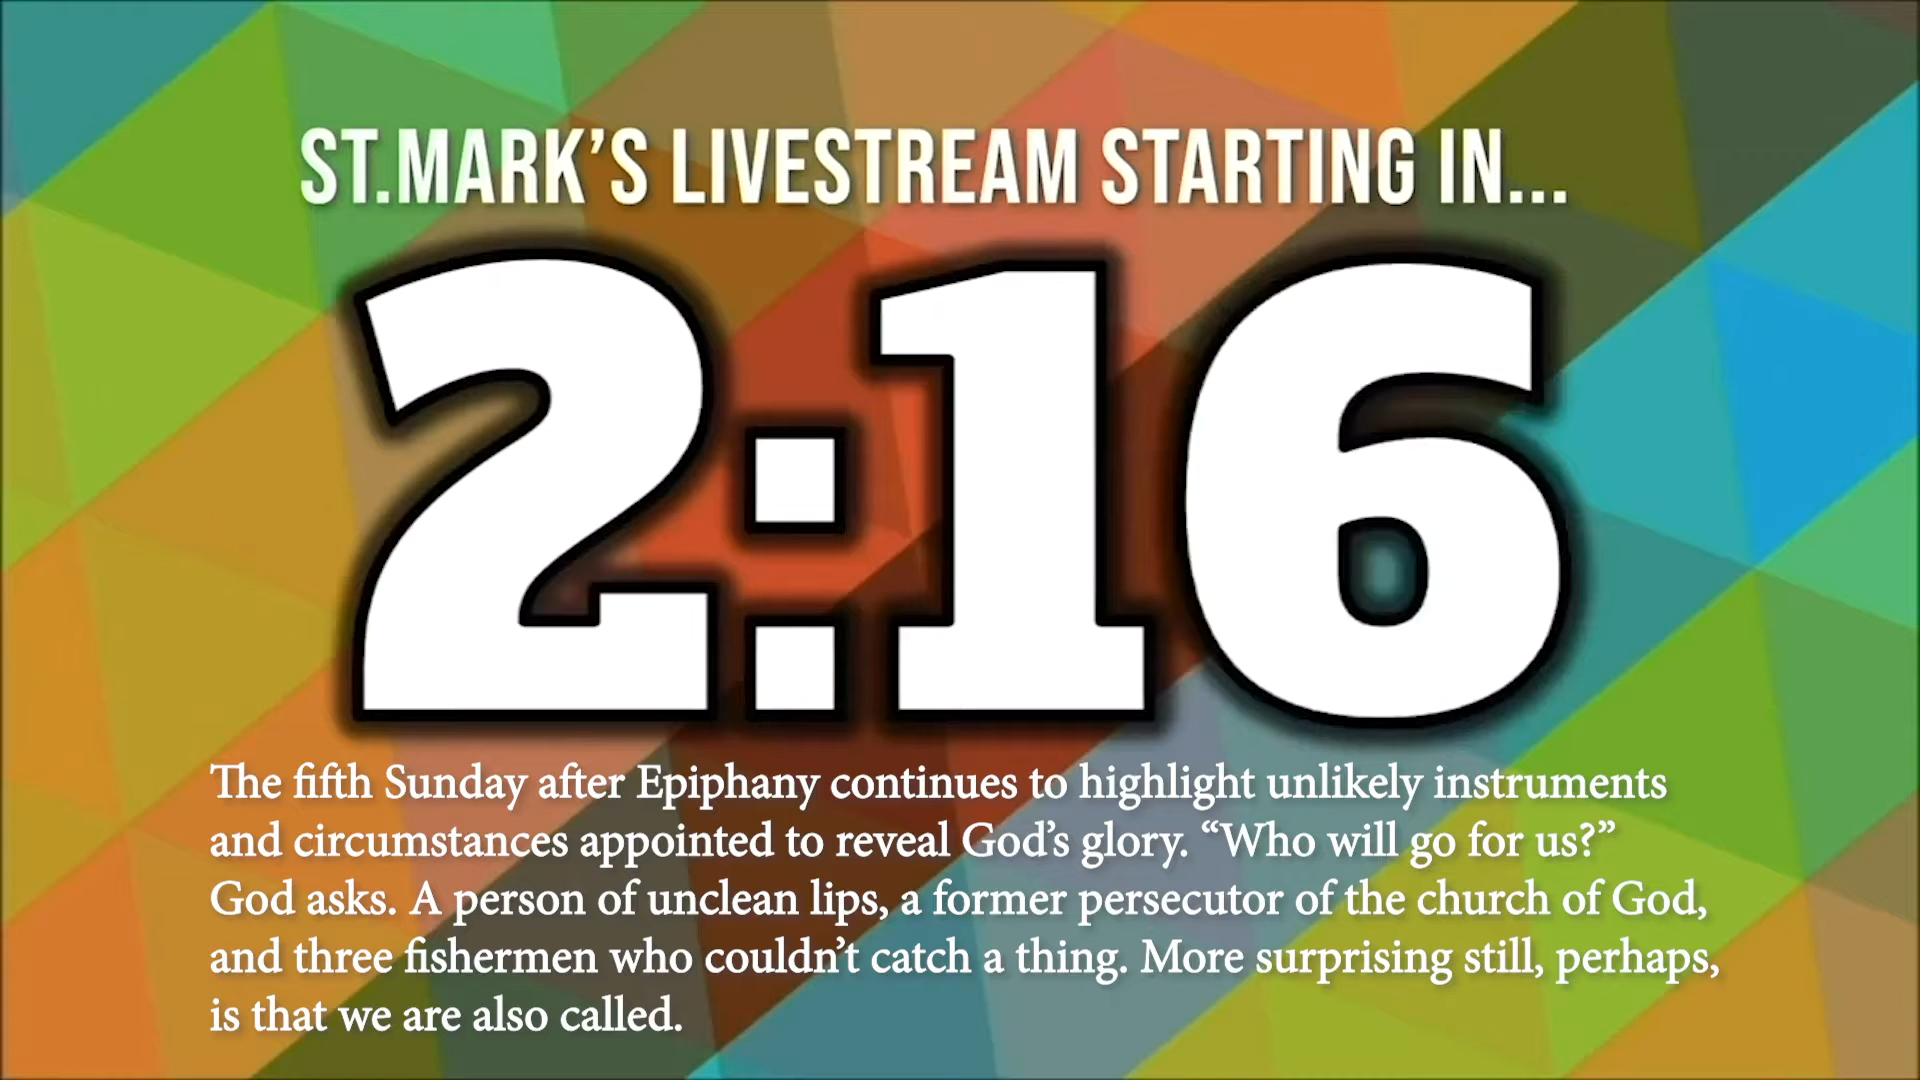 ST.MARK’S LIVESTREAM STARTING IN...
2:16
The fifth Sunday after Epiphany continues to highlight unlikely instruments
and circumstances appointed to reveal God’s glory. “Who will go for us?”
God asks. A person of unclean lips, a former persecutor of the church of God,
and three fishermen who couldn’t catch a thing. More surprising still, perhaps,
is that we are also called.